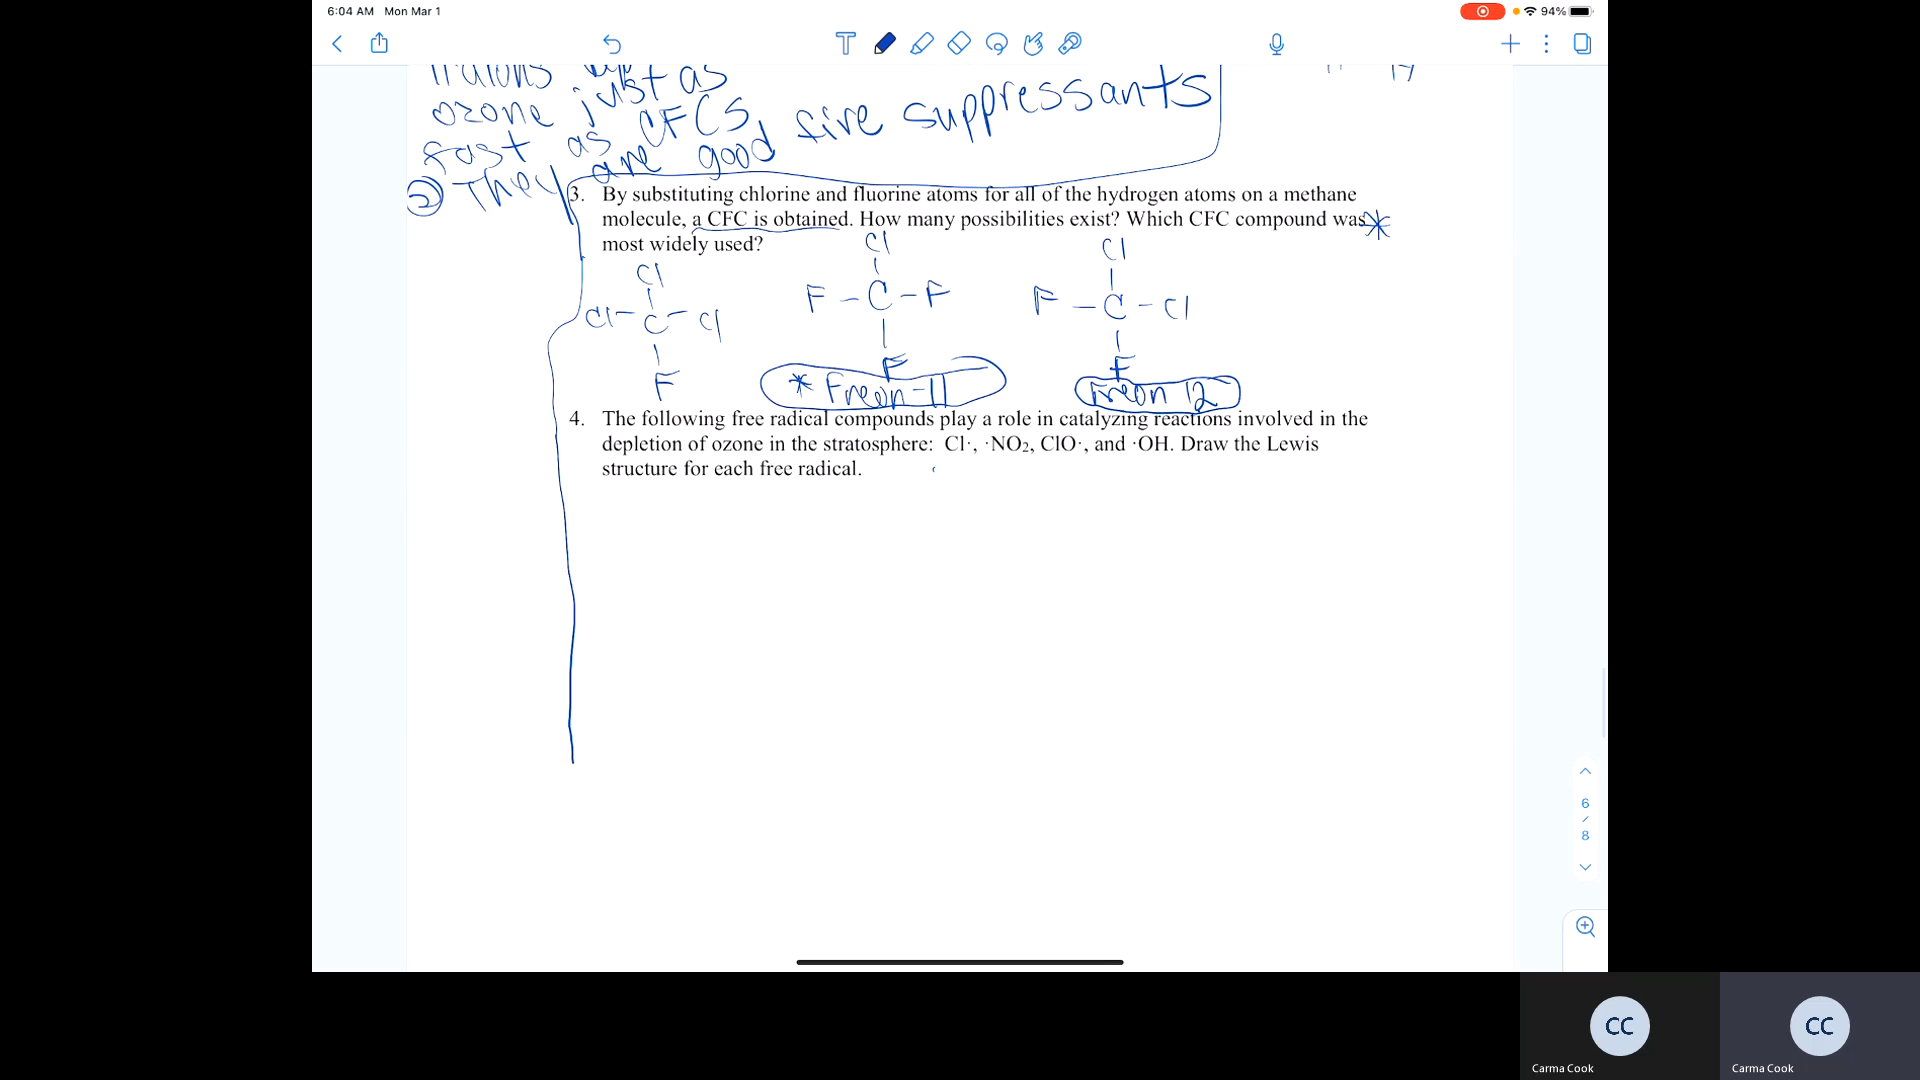 6:04 AM Mon Mar 1
94%
just as
ozone
fast as CFCs
good fire suppressants
② They are
3. By substituting chlorine and fluorine atoms for all of the hydrogen atoms on a methane
molecule, a CFC is obtained. How many possibilities exist? Which CFC compound was *
most widely used?
Cl
Cl - C - Cl
F
Cl
F - C - F
F
* Freon-11
Cl
F - C - Cl
F
Freon 12
4. The following free radical compounds play a role in catalyzing reactions involved in the
depletion of ozone in the stratosphere: Cl·, ·NO₂, ClO·, and ·OH. Draw the Lewis
structure for each free radical.
6
/
8
CC
Carma Cook
CC
Carma Cook